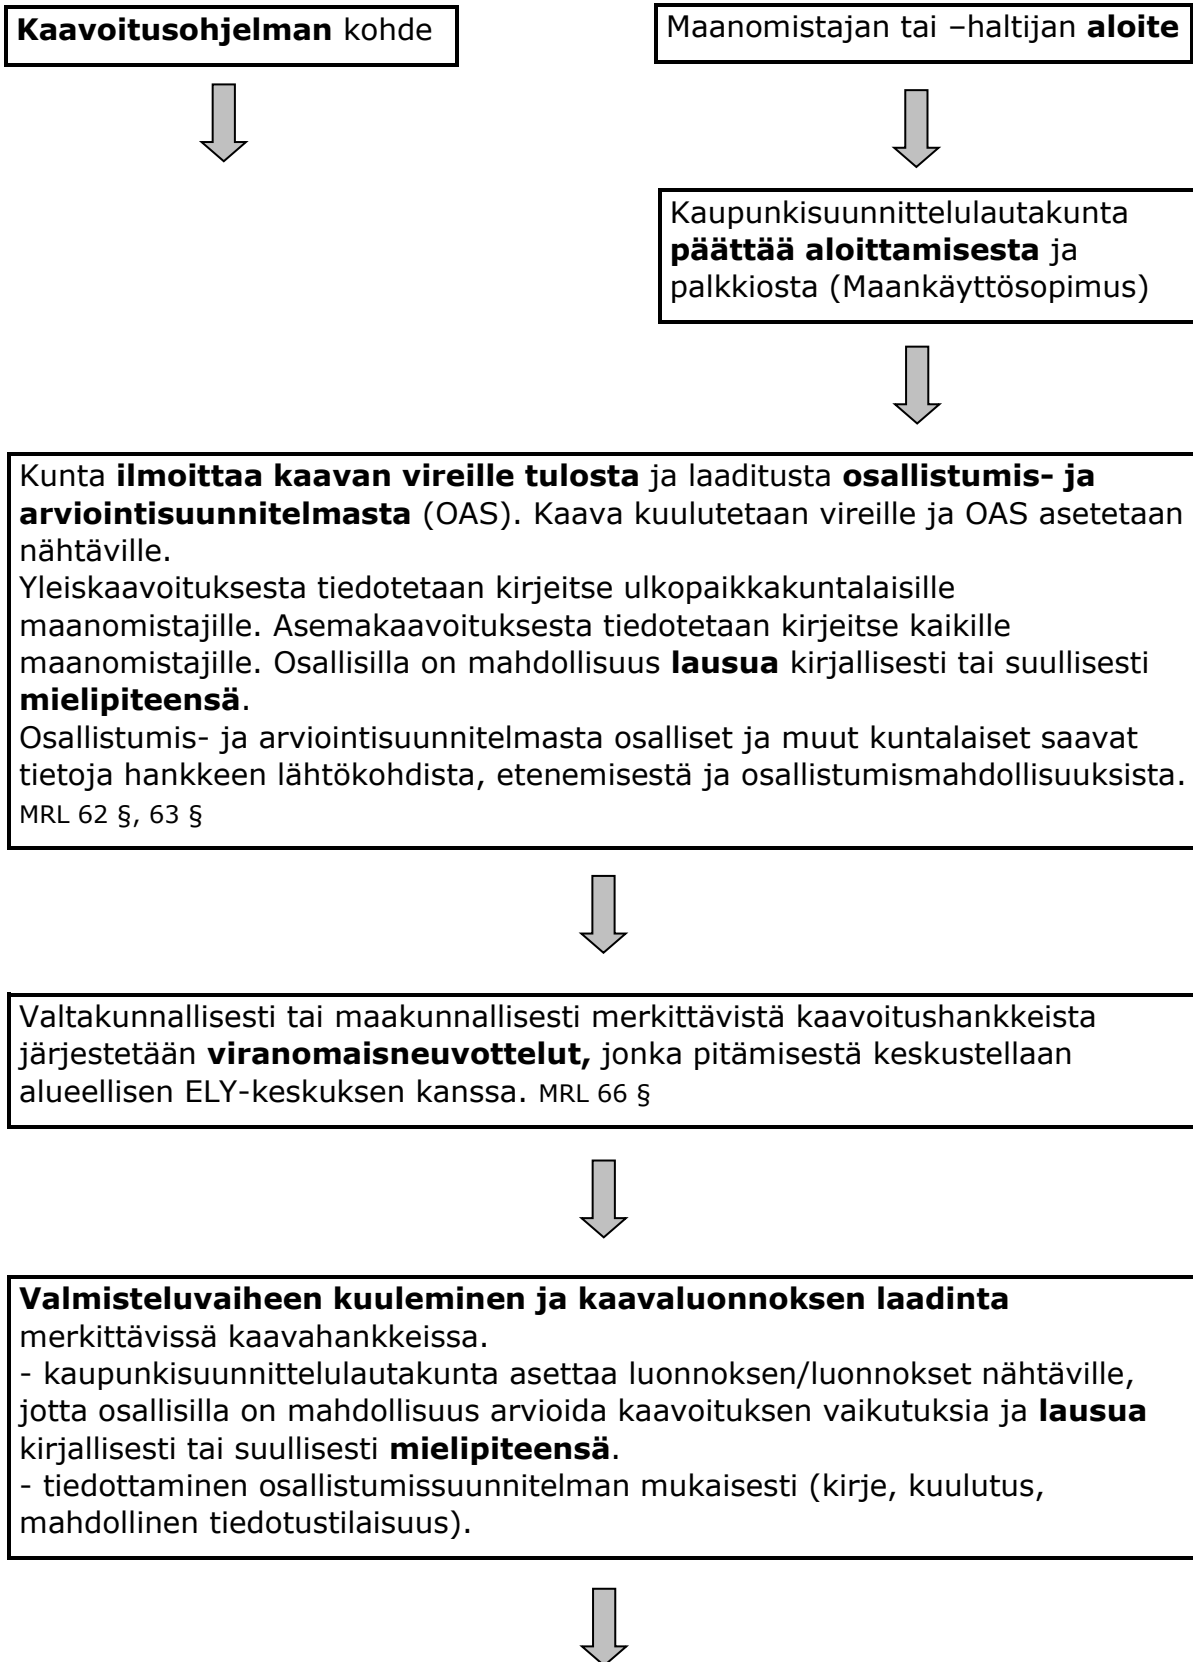 Kaavoitusohjelman kohde
Maanomistajan tai –haltijan aloite
Kaupunkisuunnittelulautakunta
päättää aloittamisesta ja
palkkiosta (Maankäyttösopimus)
Kunta ilmoittaa kaavan vireille tulosta ja laaditusta osallistumis- ja
arviointisuunnitelmasta (OAS). Kaava kuulutetaan vireille ja OAS asetetaan
nähtäville.
Yleiskaavoituksesta tiedotetaan kirjeitse ulkopaikkakuntalaisille
maanomistajille. Asemakaavoituksesta tiedotetaan kirjeitse kaikille
maanomistajille. Osallisilla on mahdollisuus lausua kirjallisesti tai suullisesti
mielipiteensä.
Osallistumis- ja arviointisuunnitelmasta osalliset ja muut kuntalaiset saavat
tietoja hankkeen lähtökohdista, etenemisestä ja osallistumismahdollisuuksista.
MRL 62 §, 63 §
Valtakunnallisesti tai maakunnallisesti merkittävistä kaavoitushankkeista
järjestetään viranomaisneuvottelut, jonka pitämisestä keskustellaan
alueellisen ELY-keskuksen kanssa. MRL 66 §
Valmisteluvaiheen kuuleminen ja kaavaluonnoksen laadinta
merkittävissä kaavahankkeissa.
- kaupunkisuunnittelulautakunta asettaa luonnoksen/luonnokset nähtäville,
jotta osallisilla on mahdollisuus arvioida kaavoituksen vaikutuksia ja lausua
kirjallisesti tai suullisesti mielipiteensä.
- tiedottaminen osallistumissuunnitelman mukaisesti (kirje, kuulutus,
mahdollinen tiedotustilaisuus).